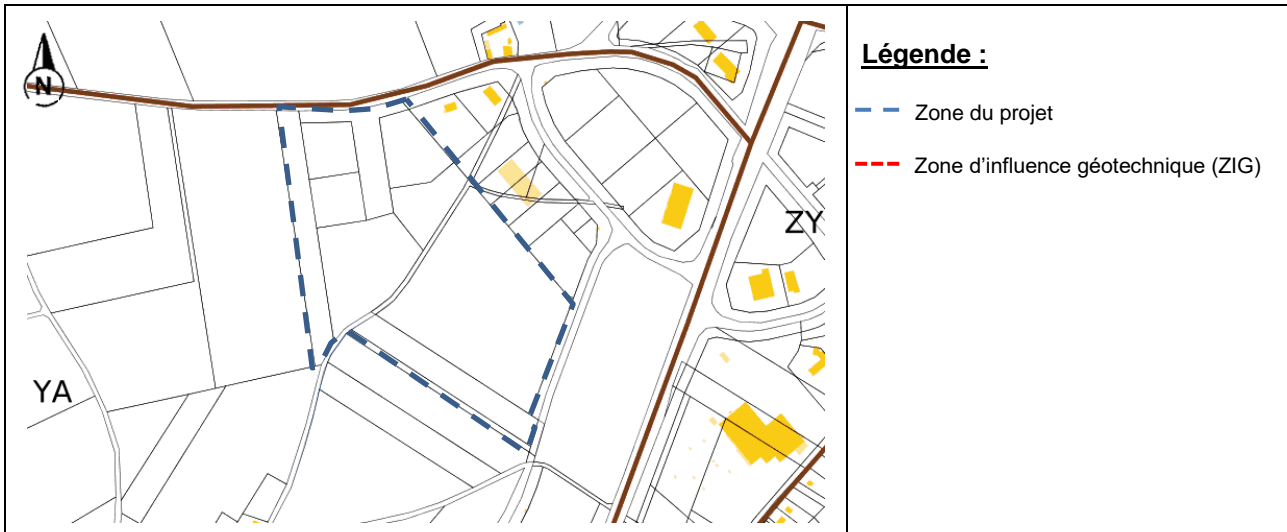 N
YA
ZY
Légende :
Zone du projet
Zone d'influence géotechnique (ZIG)